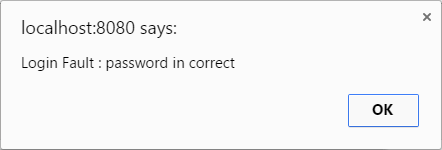 localhost:8080 says:
Login Fault : password in correct
OK